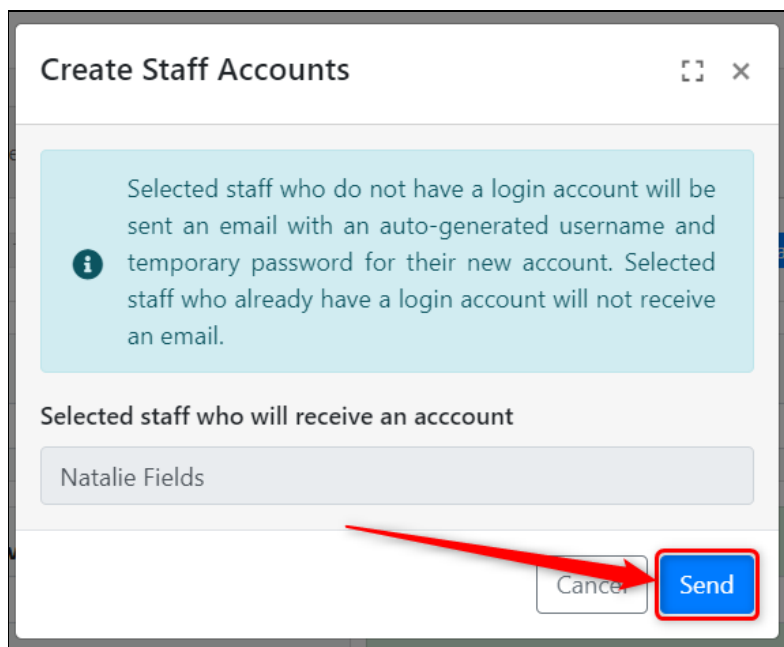 Create Staff Accounts
Selected staff who do not have a login account will be
sent an email with an auto-generated username and
temporary password for their new account. Selected
staff who already have a login account will not receive
an email.
Selected staff who will receive an acccount
Natalie Fields
Cancel Send